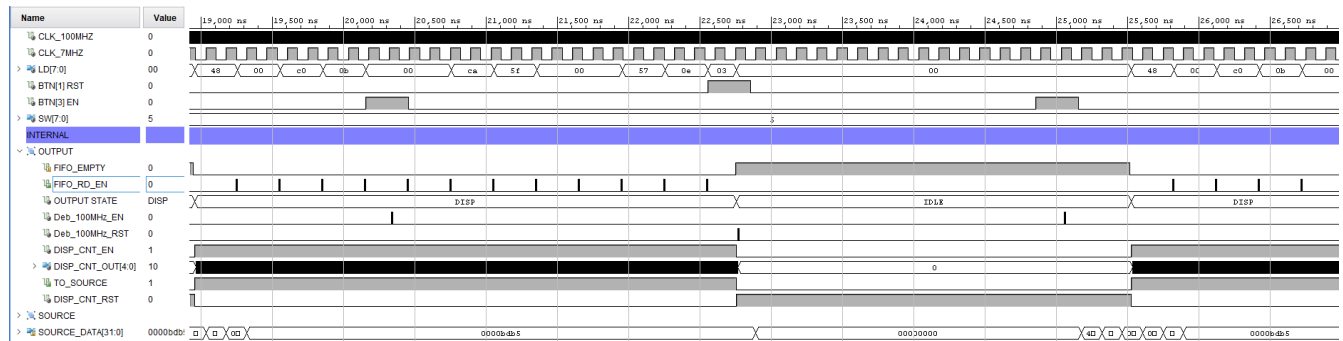 Name Value 19,000 ns 19,500 ns 20,000 ns 20,500 ns 21,000 ns 21,500 ns 22,000 ns 22,500 ns 23,000 ns 23,500 ns 24,000 ns 24,500 ns 25,000 ns 25,500 ns 26,000 ns 26,500 ns
CLK_100MHZ 0
CLK_7MHZ 0
LD[7:0] 00 48 00 c0 0b 00 ca 5f 00 57 0e 03 00 48 00 c0 0b 00
BTN[1] RST 0
BTN[3] EN 0
SW[7:0] 5 5
INTERNAL
OUTPUT
FIFO_EMPTY 0
FIFO_RD_EN 0
OUTPUT STATE DISP DISP IDLE DISP
Deb_100MHz_EN 0
Deb_100MHz_RST 0
DISP_CNT_EN 1
DISP_CNT_OUT[4:0] 10 0
TO_SOURCE 1
DISP_CNT_RST 0
SOURCE
SOURCE_DATA[31:0] 0000bdb5 0000bdb5 00000000 0000bdb5